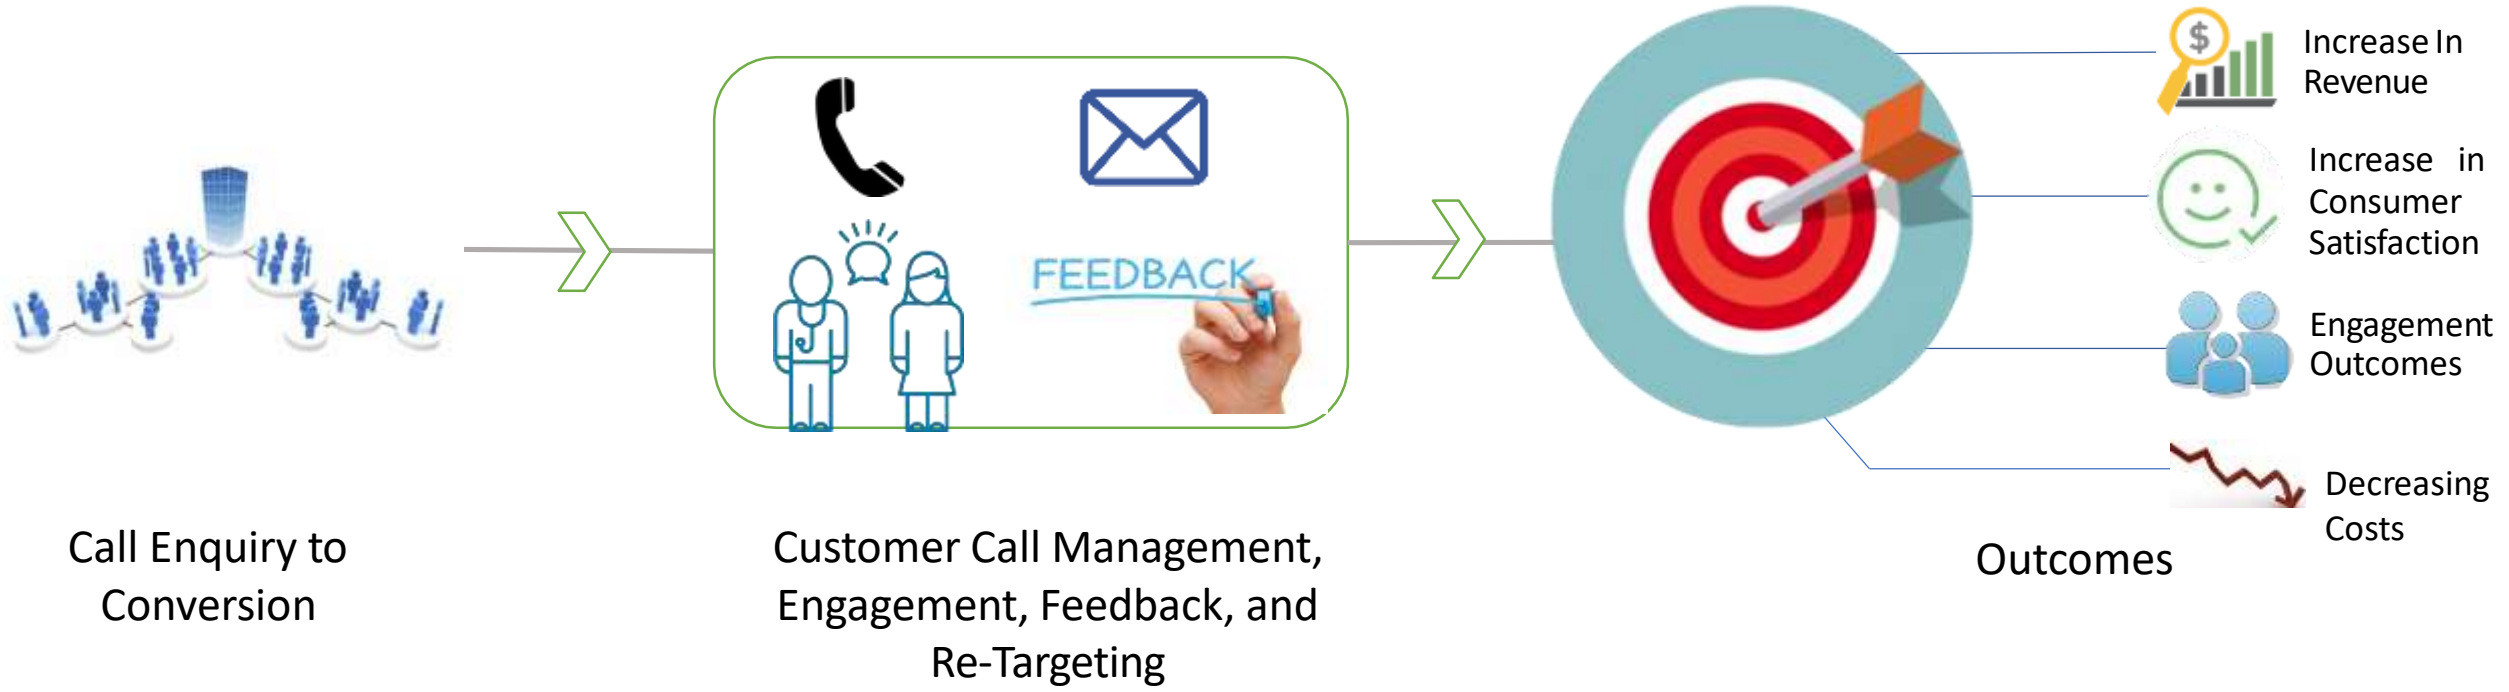 Call Enquiry to
Conversion
$
FEEDBACK
Customer Call Management,
Engagement, Feedback, and
Re-Targeting
Increase In
Revenue
Increase in
Consumer
Satisfaction
Engagement
Outcomes
Decreasing
Costs
Outcomes